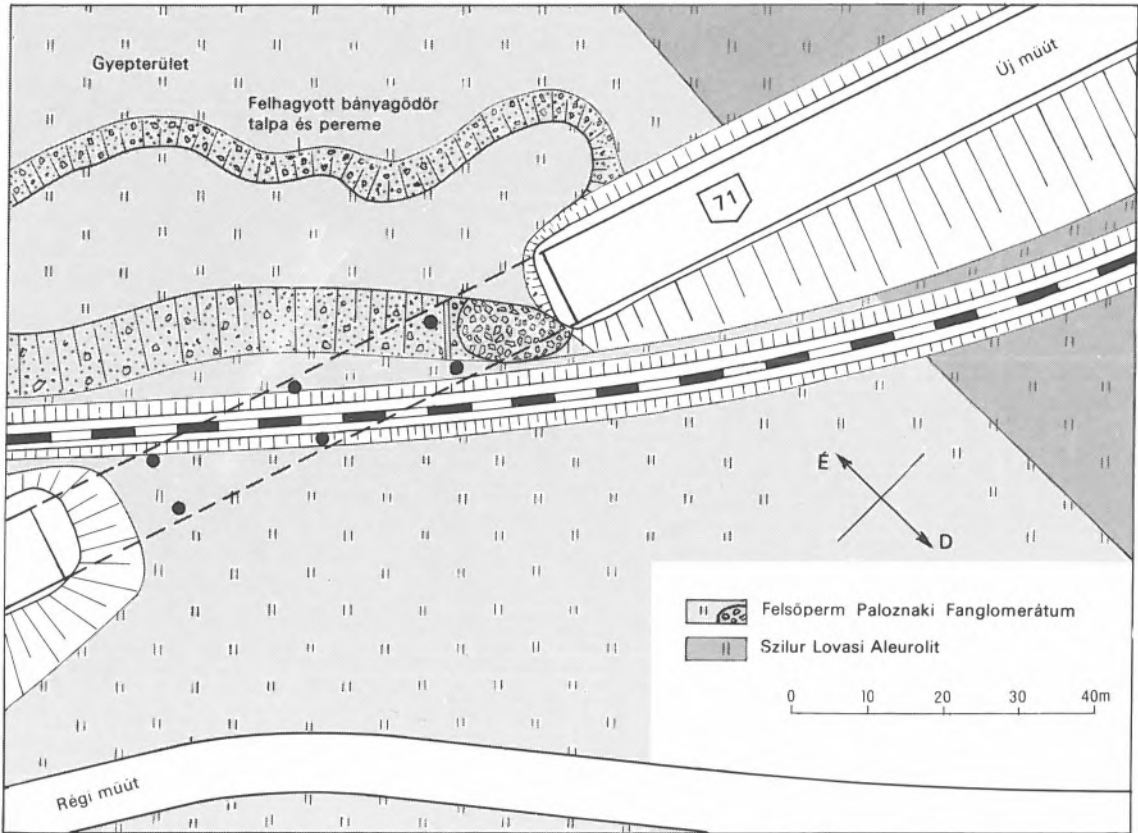 Gyepterület
Felhagyott bányagödör
talpa és pereme
Új műút
71
É
D
Felsőperm Paloznaki Fanglomerátum
Szilur Lovasi Aleurolit
0 10 20 30 40m
Régi műút